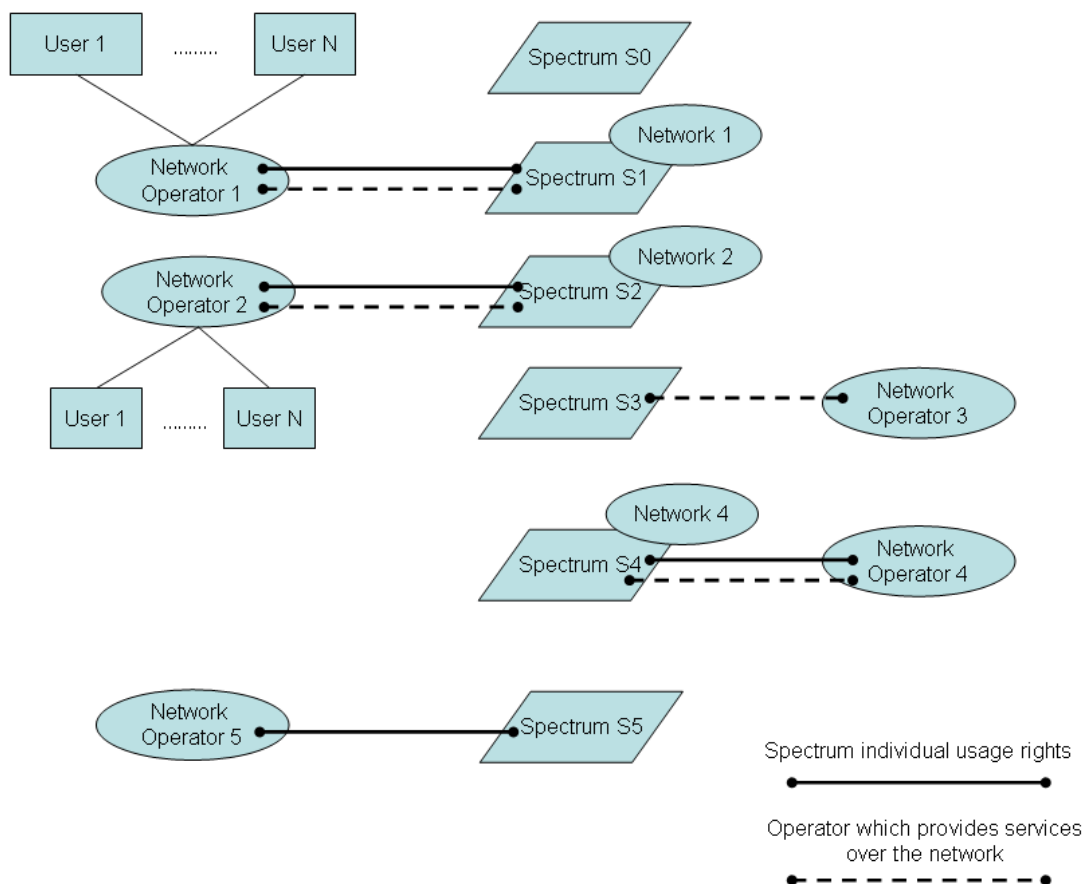 User 1
.........
User N
Spectrum S0
Network 1
Network
Operator 1
Spectrum S1
Network 2
Network
Operator 2
Spectrum S2
User 1
.........
User N
Spectrum S3
Network
Operator 3
Network 4
Spectrum S4
Network
Operator 4
Network
Operator 5
Spectrum S5
Spectrum individual usage rights
Operator which provides services
over the network